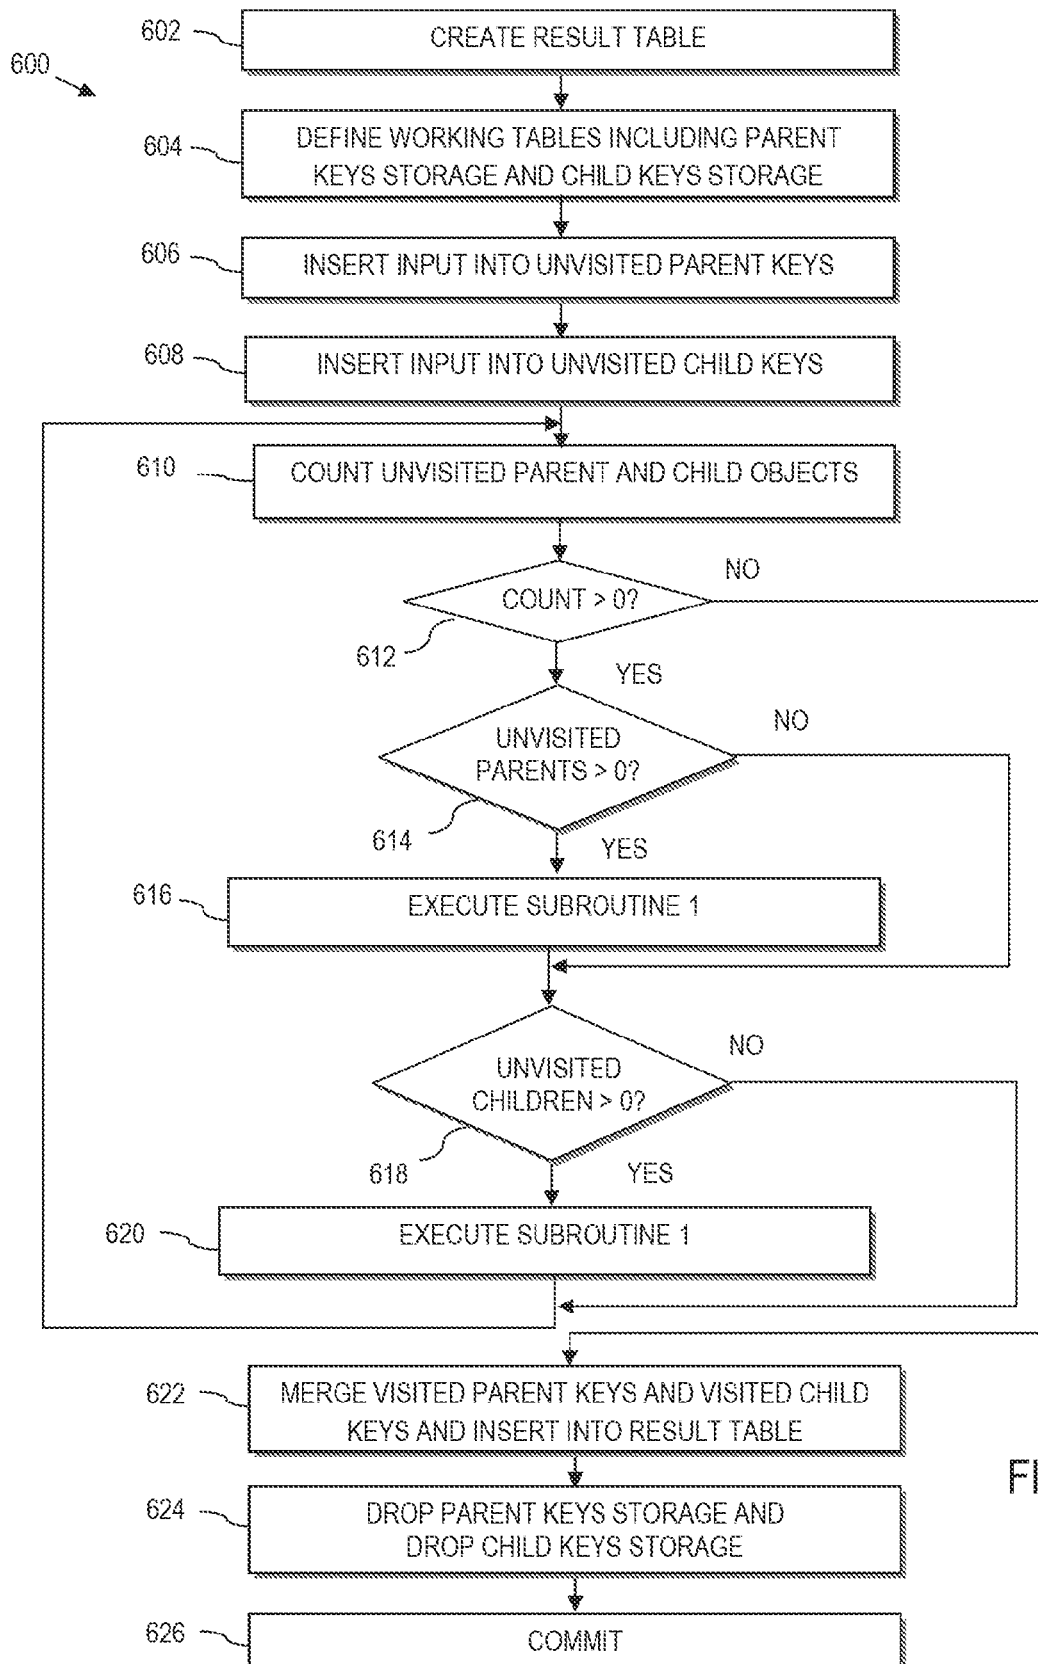 602
CREATE RESULT TABLE
600
604
DEFINE WORKING TABLES INCLUDING PARENT
KEYS STORAGE AND CHILD KEYS STORAGE
606
INSERT INPUT INTO UNVISITED PARENT KEYS
608
INSERT INPUT INTO UNVISITED CHILD KEYS
610
COUNT UNVISITED PARENT AND CHILD OBJECTS
NO
COUNT > 0?
612
YES
NO
UNVISITED
PARENTS > 0?
614
YES
616
EXECUTE SUBROUTINE 1
NO
UNVISITED
CHILDREN > 0?
618
YES
620
EXECUTE SUBROUTINE 1
622
MERGE VISITED PARENT KEYS AND VISITED CHILD
KEYS AND INSERT INTO RESULT TABLE
624
DROP PARENT KEYS STORAGE AND
DROP CHILD KEYS STORAGE
626
COMMIT